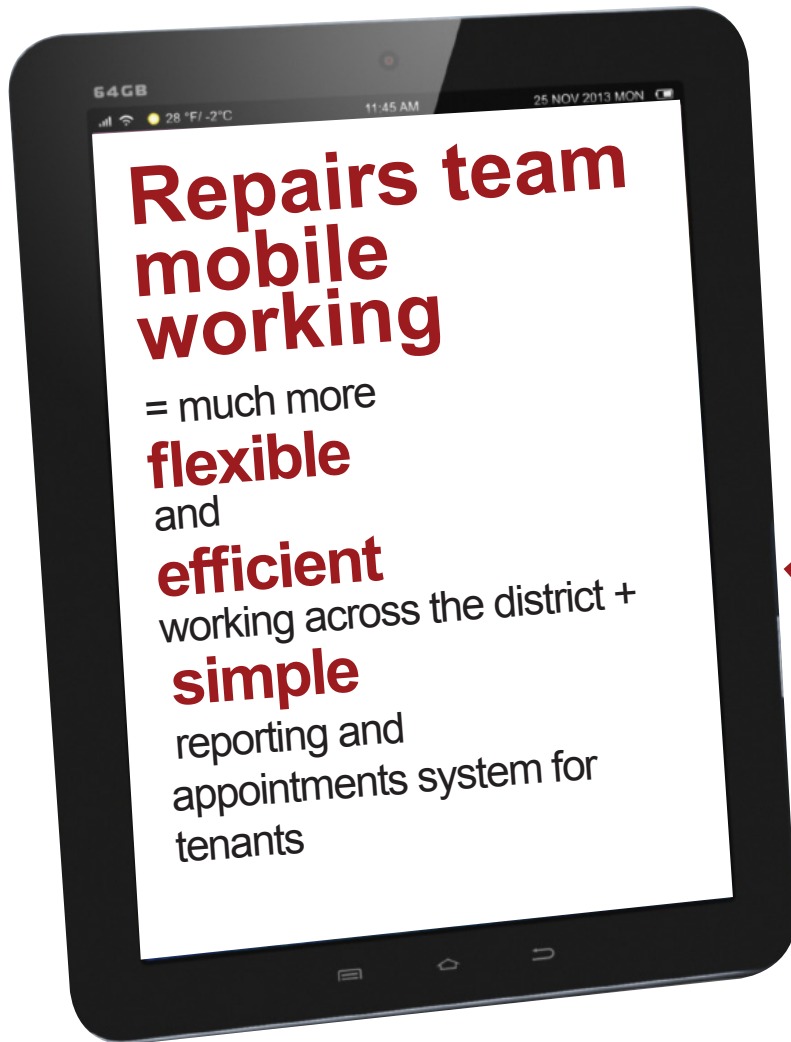 64GB
28 °F/ -2°C 11:45 AM 25 NOV 2013 MON
Repairs team
mobile
working
= much more
flexible
and
efficient
working across the district +
simple
reporting and
appointments system for
tenants